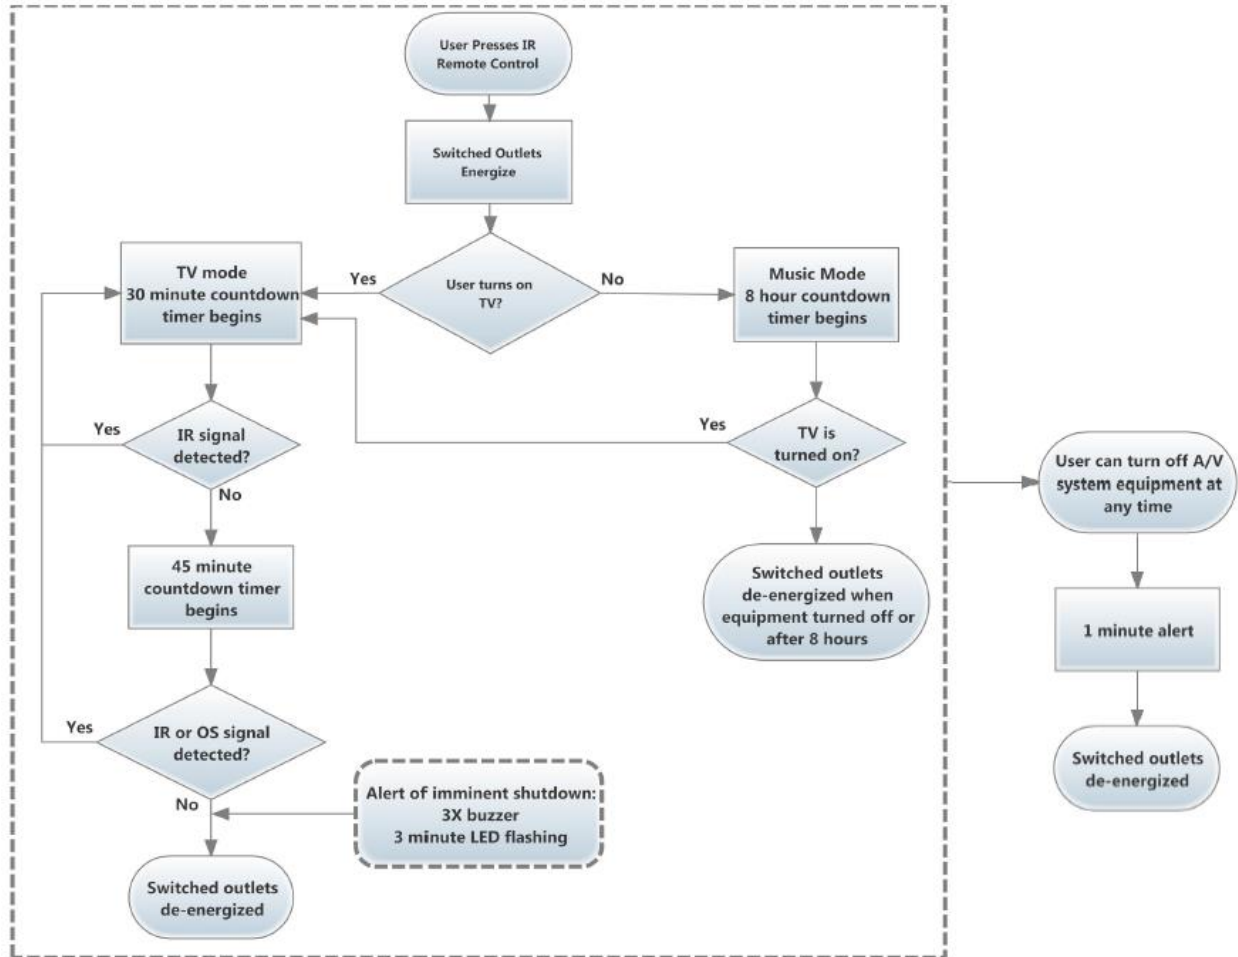 User Presses IR
Remote Control
Switched Outlets
Energize
User turns on
TV?
Yes
No
TV mode
30 minute countdown
timer begins
Music Mode
8 hour countdown
timer begins
IR signal
detected?
Yes
No
TV is
turned on?
Yes
User can turn off A/V
system equipment at
any time
45 minute
countdown timer
begins
Switched outlets
de-energized when
equipment turned off or
after 8 hours
1 minute alert
IR or OS signal
detected?
Yes
No
Alert of imminent shutdown:
3X buzzer
3 minute LED flashing
Switched outlets
de-energized
Switched outlets
de-energized